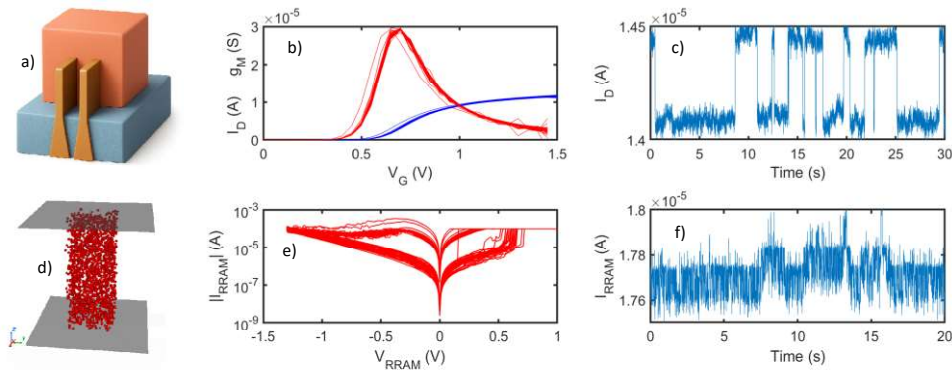 a)
b)
×10⁻⁵
g_M (S)
I_D (A)
3
2
1
0
0
0.5
1
1.5
V_G (V)
c)
×10⁻⁵
I_D (A)
1.45
1.4
0
5
10
15
20
25
30
Time (s)
d)
e)
|I_RRAM| (A)
10⁻³
10⁻⁵
10⁻⁷
10⁻⁹
-1.5
-1
-0.5
0
0.5
1
V_RRAM (V)
f)
×10⁻⁵
I_RRAM (A)
1.8
1.78
1.76
0
5
10
15
20
Time (s)